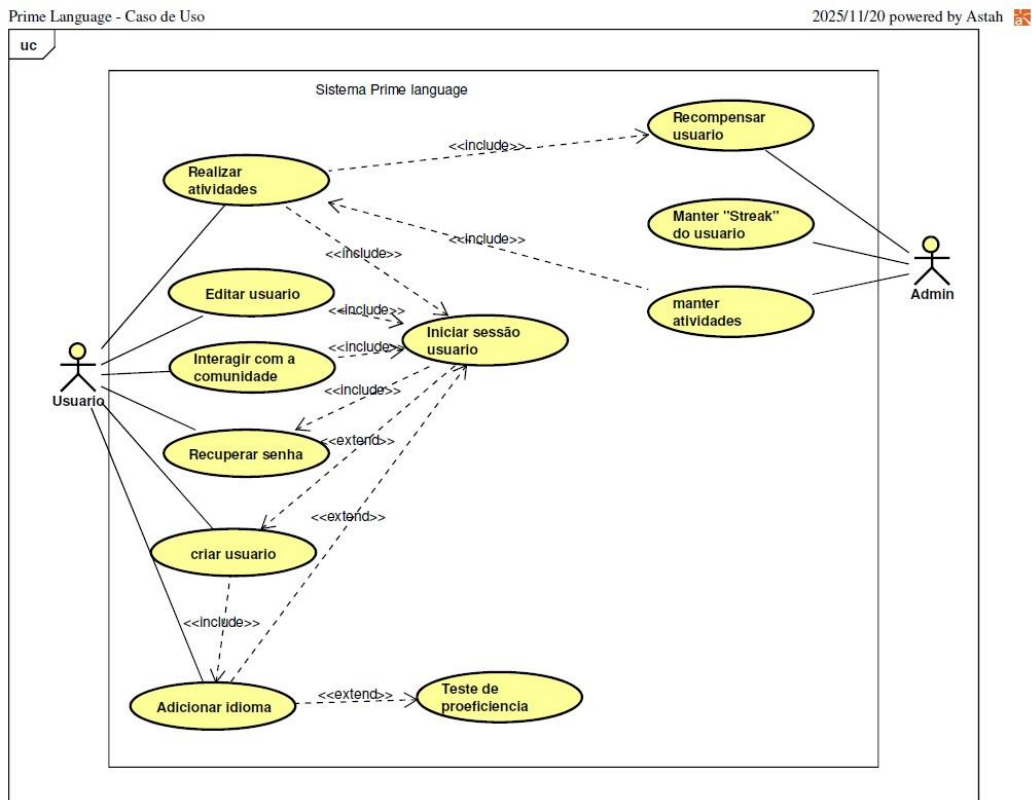 Prime Language - Caso de Uso
2025/11/20 powered by Astah
uc
Sistema Prime language
Recompensar
usuario
<<include>>
Realizar
atividades
Manter "Streak"
do usuario
<<include>>
<<include>>
Admin
Editar usuario
manter
atividades
<<include>>
Iniciar sessão
usuario
<<include>>
Interagir com a
comunidade
<<include>>
Usuario
<<extend>>
Recuperar senha
<<extend>>
criar usuario
<<include>>
Adicionar idioma
<<extend>>
Teste de
proeficiencia